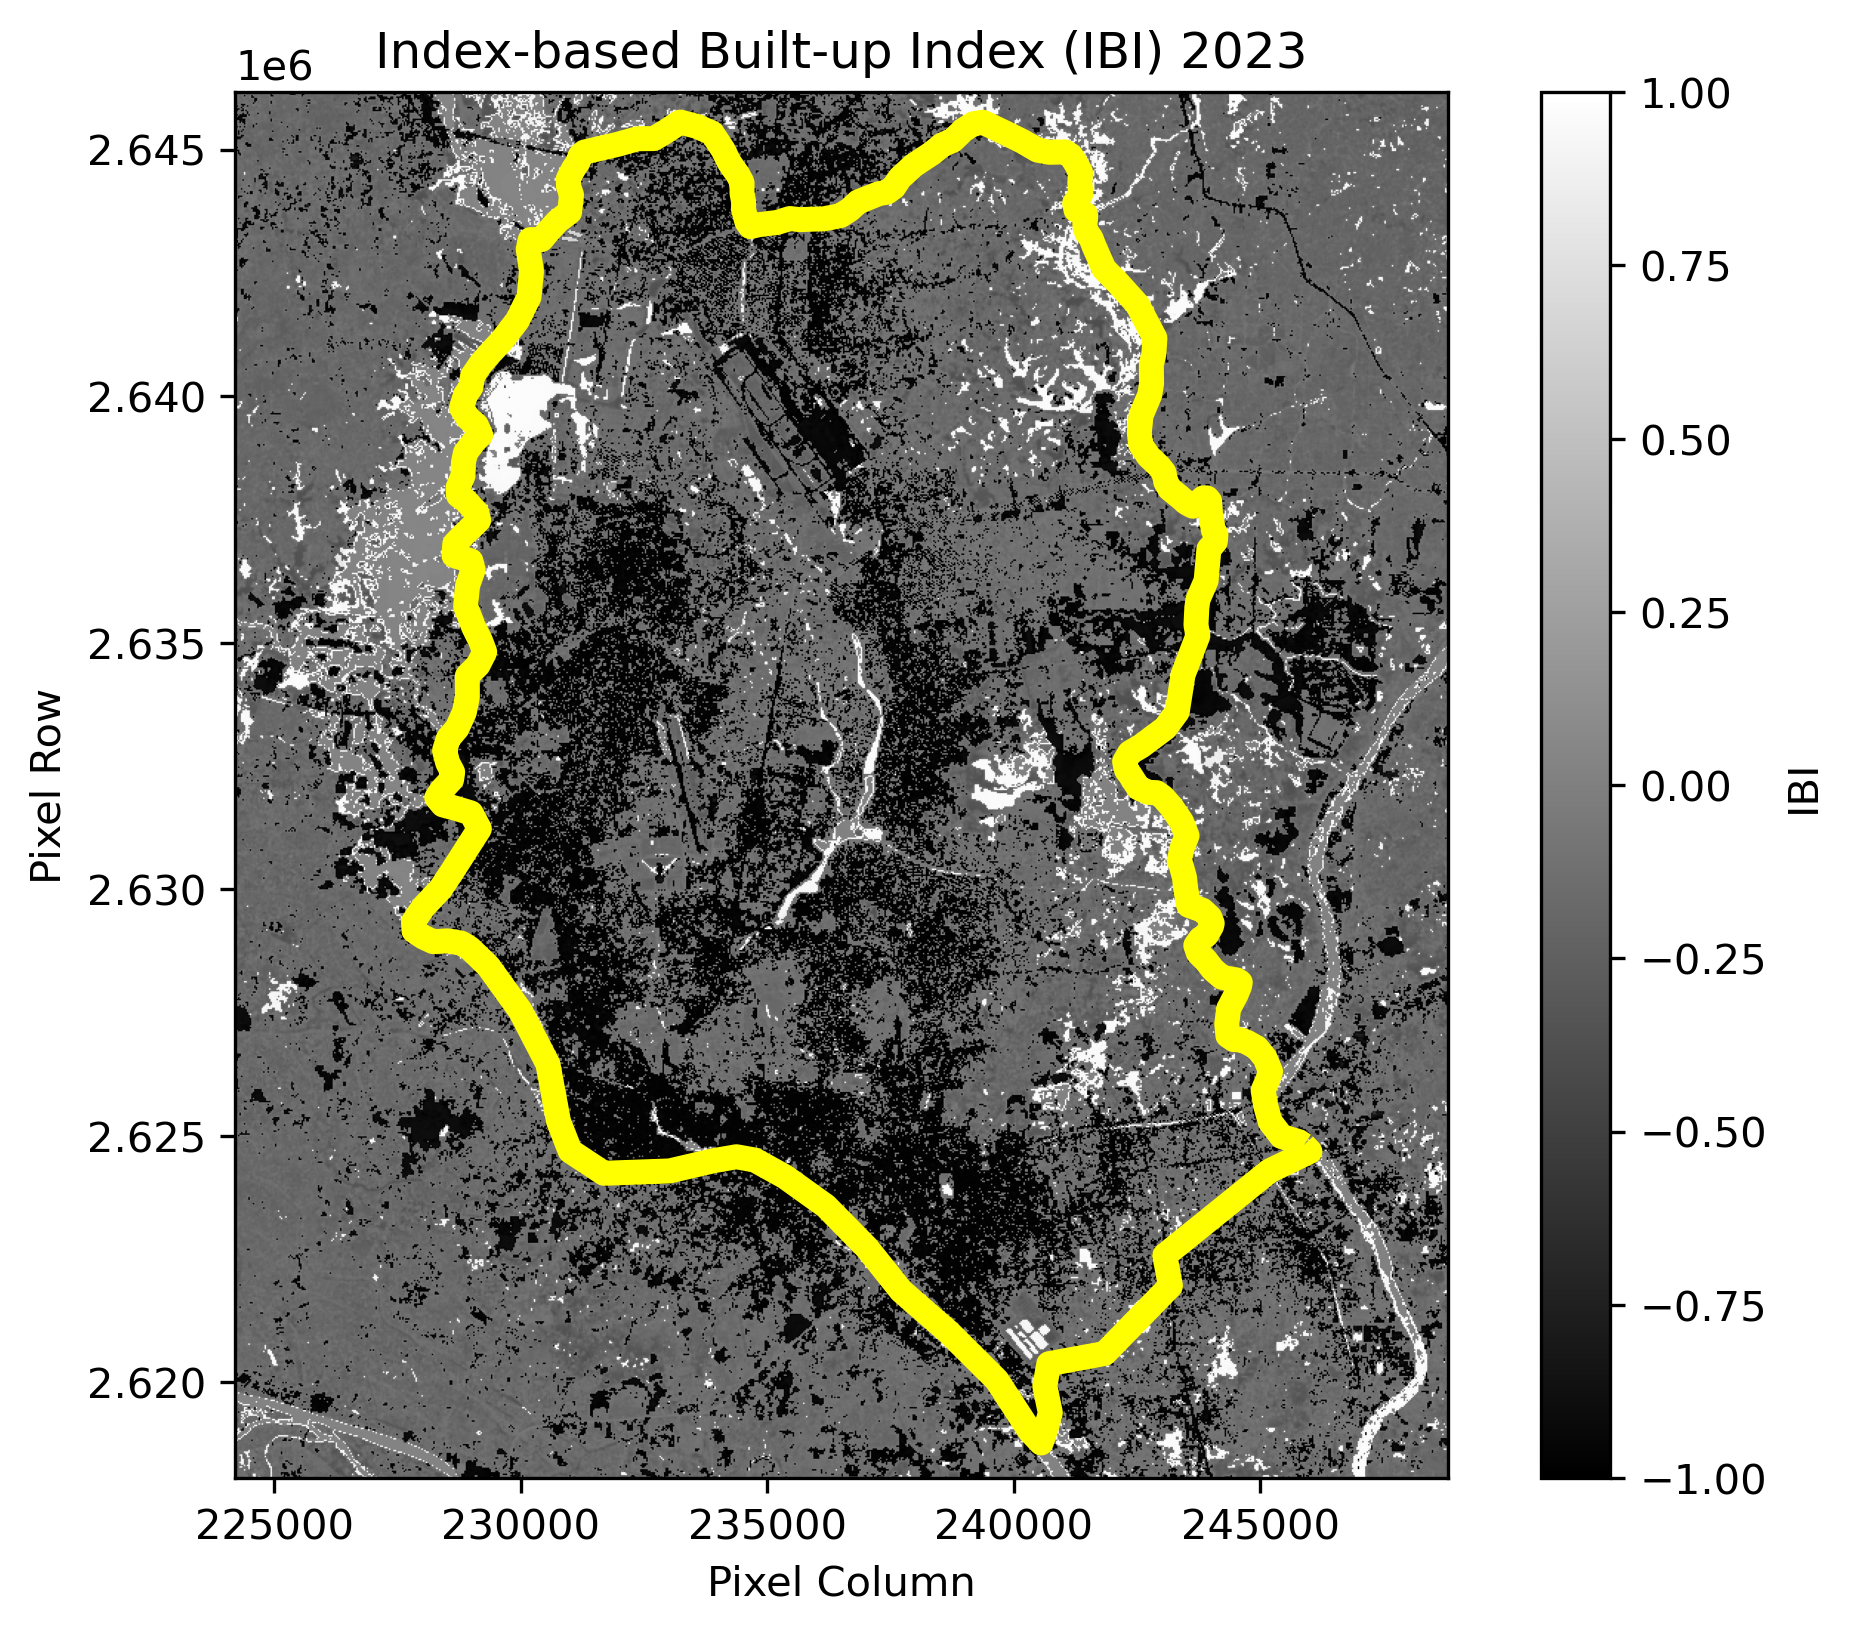 Index-based Built-up Index (IBI) 2023
1e6
2.645
2.640
2.635
2.630
2.625
2.620
Pixel Row
225000 230000 235000 240000 245000
Pixel Column
1.00
0.75
0.50
0.25
0.00
−0.25
−0.50
−0.75
−1.00
IBI